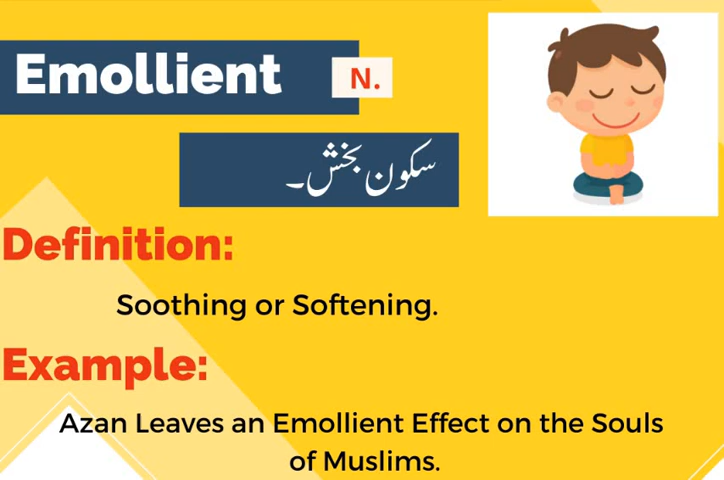 Emollient
N.
سکون بخش۔
Definition:
Soothing or Softening.
Example:
Azan Leaves an Emollient Effect on the Souls
of Muslims.